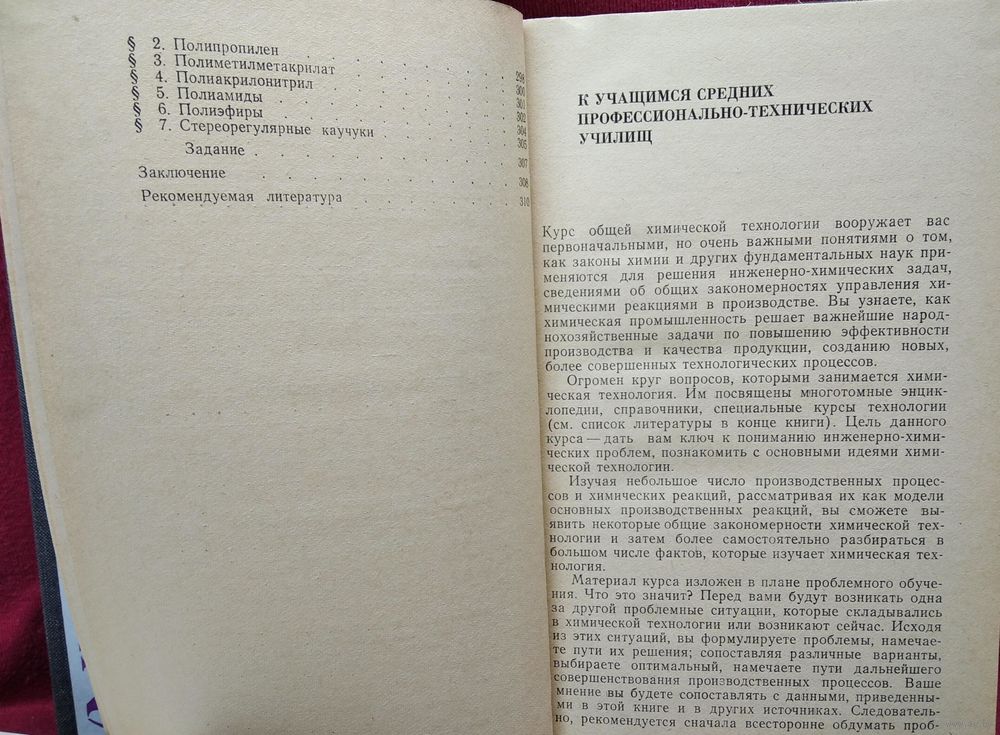 § 2. Полипропилен . . . . . . 298
§ 3. Полиметилметакрилат . . . . . . 300
§ 4. Полиакрилонитрил . . . . . . 301
§ 5. Полиамиды . . . . . . 302
§ 6. Полиэфиры . . . . . . 304
§ 7. Стереорегулярные каучуки . . . . . . 305
Задание . . . . . . 307
Заключение . . . . . . 308
Рекомендуемая литература . . . . . . 310
К УЧАЩИМСЯ СРЕДНИХ
ПРОФЕССИОНАЛЬНО-ТЕХНИЧЕСКИХ
УЧИЛИЩ
Курс общей химической технологии вооружает вас
первоначальными, но очень важными понятиями о том,
как законы химии и других фундаментальных наук при-
меняются для решения инженерно-химических задач,
сведениями об общих закономерностях управления хи-
мическими реакциями в производстве. Вы узнаете, как
химическая промышленность решает важнейшие народ-
нохозяйственные задачи по повышению эффективности
производства и качества продукции, созданию новых,
более совершенных технологических процессов.
Огромен круг вопросов, которыми занимается хими-
ческая технология. Им посвящены многотомные энцик-
лопедии, справочники, специальные курсы технологии
(см. список литературы в конце книги). Цель данного
курса — дать вам ключ к пониманию инженерно-хими-
ческих проблем, познакомить с основными идеями хими-
ческой технологии.
Изучая небольшое число производственных процес-
сов и химических реакций, рассматривая их как модели
основных производственных реакций, вы сможете вы-
явить некоторые общие закономерности химической тех-
нологии и затем более самостоятельно разбираться в
большом числе фактов, которые изучает химическая тех-
нология.
Материал курса изложен в плане проблемного обуче-
ния. Что это значит? Перед вами будут возникать одна
за другой проблемные ситуации, которые складывались
в химической технологии или возникают сейчас. Исходя
из этих ситуаций, вы формулируете проблемы, намечае-
те пути их решения; сопоставляя различные варианты,
выбираете оптимальный, намечаете пути дальнейшего
совершенствования производственных процессов. Ваше
мнение вы будете сопоставлять с данными, приведенны-
ми в этой книге и в других источниках. Следователь-
но, рекомендуется сначала всесторонне обдумать проб-